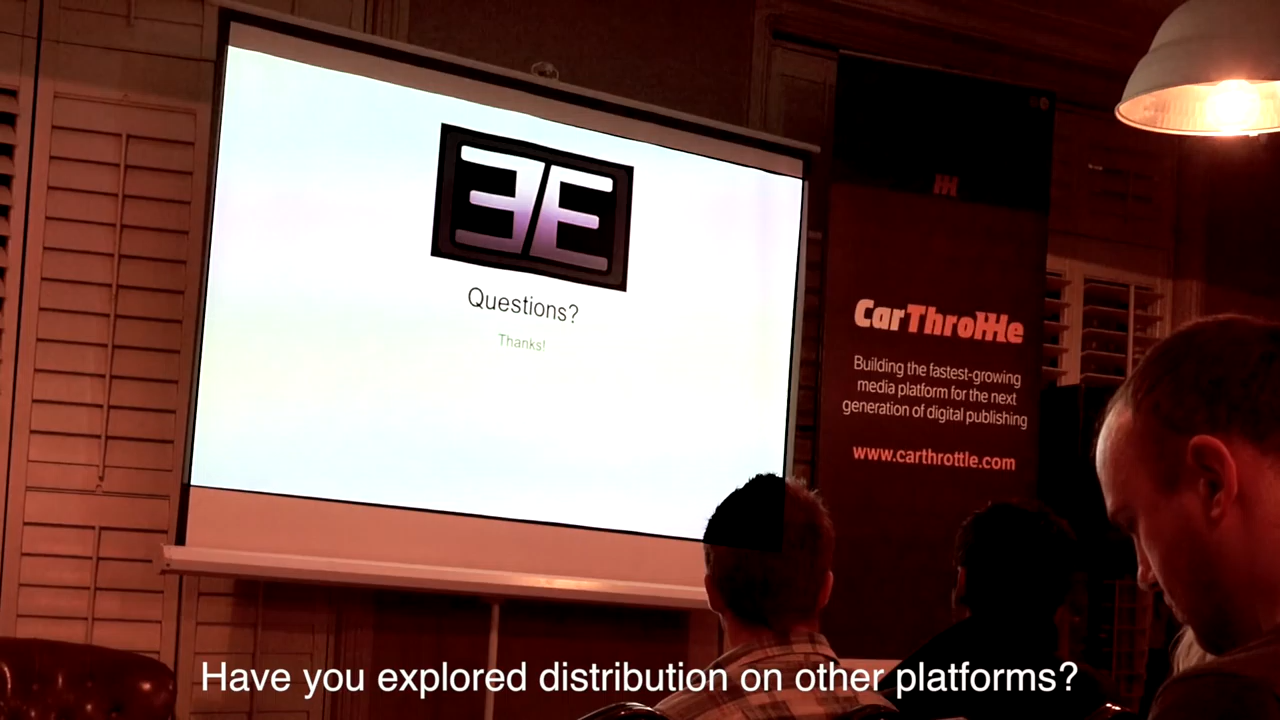 ƎE
Questions?
Thanks!
CarThrottle
Building the fastest-growing
media platform for the next
generation of digital publishing
www.carthrottle.com
Have you explored distribution on other platforms?